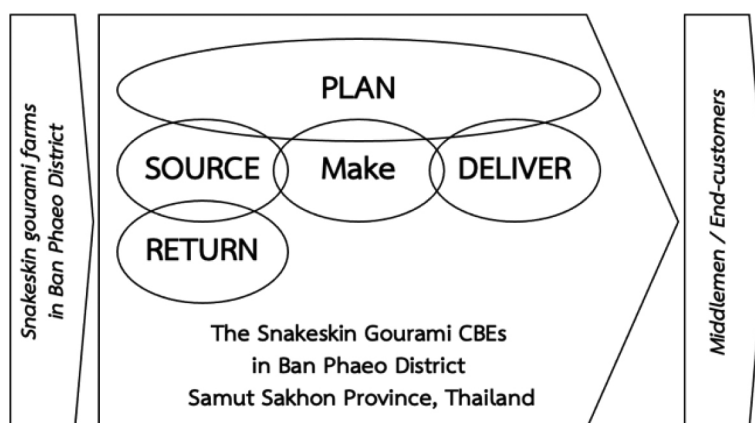 Snakeskin gourami farms
in Ban Phaeo District
PLAN
SOURCE
Make
DELIVER
RETURN
The Snakeskin Gourami CBEs
in Ban Phaeo District
Samut Sakhon Province, Thailand
Middlemen / End-customers